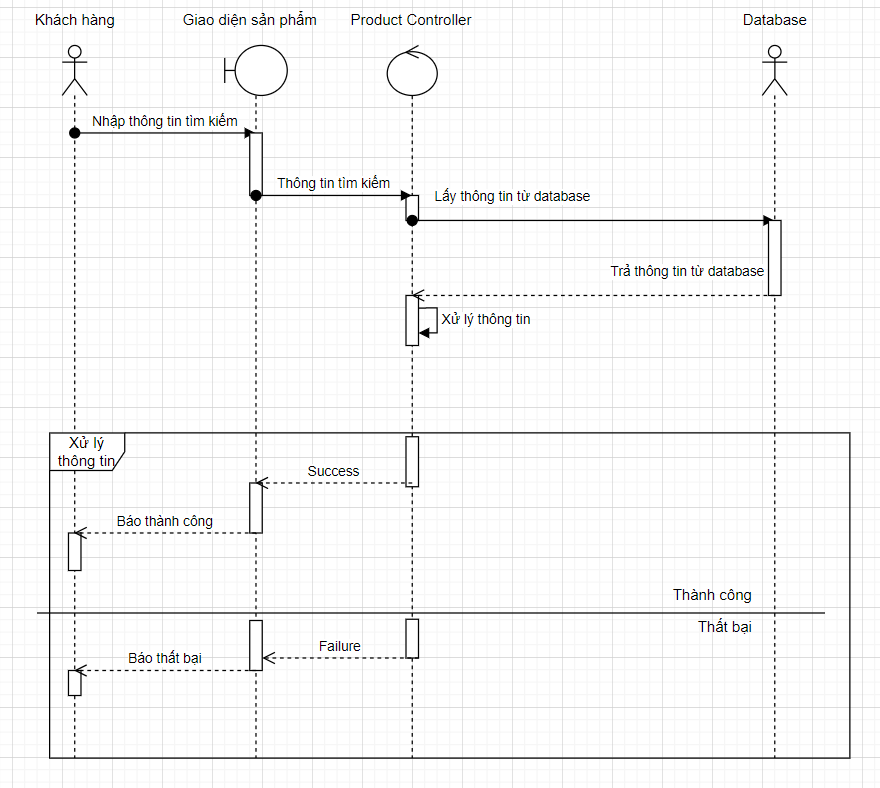 Khách hàng
Giao diện sản phẩm
Product Controller
Database
Nhập thông tin tìm kiếm
Thông tin tìm kiếm
Lấy thông tin từ database
Trả thông tin từ database
Xử lý thông tin
Xử lý
thông tin
Success
Báo thành công
Thành công
Thất bại
Failure
Báo thất bại